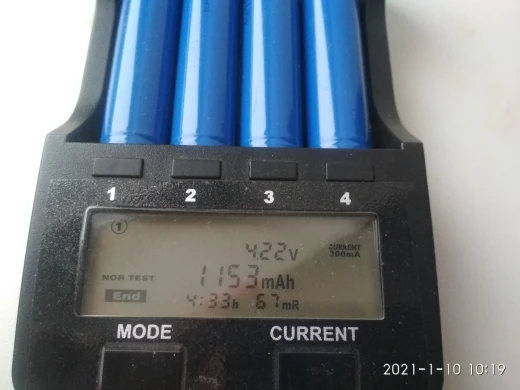 1 2 3 4
①
4.22V CURRENT 300mA
NOR TEST 1153mAh
End 4:33h 67mR
MODE CURRENT
2021-1-10 10:19